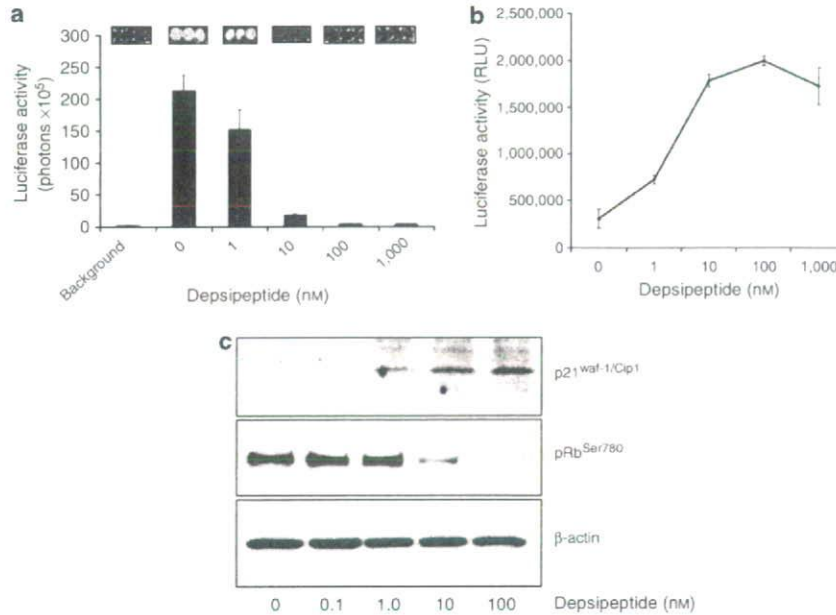 a
300
250
200
150
100
50
0
Luciferase activity
(photons ×10⁵)
Background
0
1
10
100
1,000
Depsipeptide (nM)
b
2,500,000
2,000,000
1,500,000
1,000,000
500,000
0
Luciferase activity (RLU)
0 1 10 100 1,000
Depsipeptide (nM)
c
p21waf-1/Cip1
pRbSer780
β-actin
0 0.1 1.0 10 100 Depsipeptide (nM)